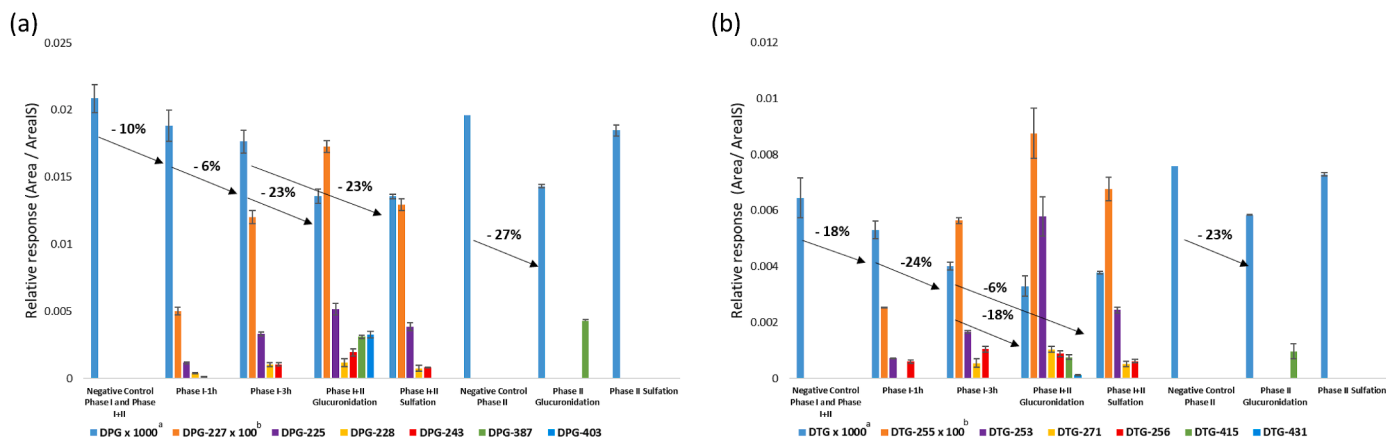 (a)
Relative response (Area / AreaIS)
0.025
0.02
0.015
0.01
0.005
0
- 10%
- 6%
- 23%
- 23%
- 27%
Negative Control
Phase I and Phase
I+II
Phase I-1h
Phase I-3h
Phase I+II
Glucuronidation
Phase I+II
Sulfation
Negative Control
Phase II
Phase II
Glucuronidation
Phase II Sulfation
DPG x 1000a DPG-227 x 100b DPG-225 DPG-228 DPG-243 DPG-387 DPG-403
(b)
Relative response (Area/ AreaIS)
0.012
0.01
0.008
0.006
0.004
0.002
0
- 18%
-24%
-6%
-18%
- 23%
Negative Control
Phase I and Phase
I+II
Phase I-1h
Phase I-3h
Phase I+II
Glucuronidation
Phase I+II
Sulfation
Negative Control
Phase II
Phase II
Glucuronidation
Phase II Sulfation
DTG x 1000a DTG-255 x 100b DTG-253 DTG-271 DTG-256 DTG-415 DTG-431